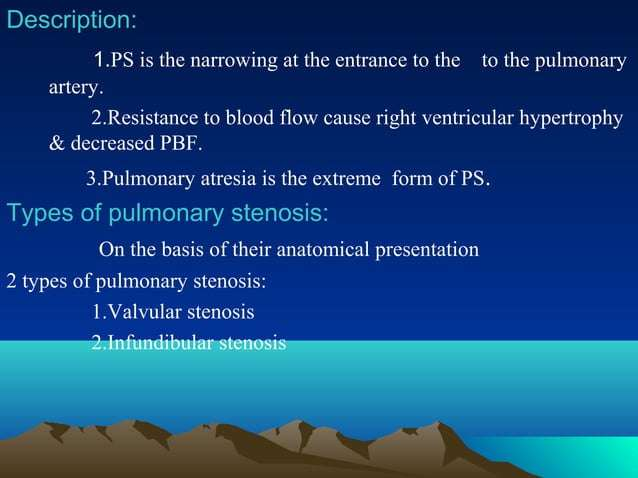 Description:
1.PS is the narrowing at the entrance to the to the pulmonary
artery.
2.Resistance to blood flow cause right ventricular hypertrophy
& decreased PBF.
3.Pulmonary atresia is the extreme form of PS.
Types of pulmonary stenosis:
On the basis of their anatomical presentation
2 types of pulmonary stenosis:
1.Valvular stenosis
2.Infundibular stenosis